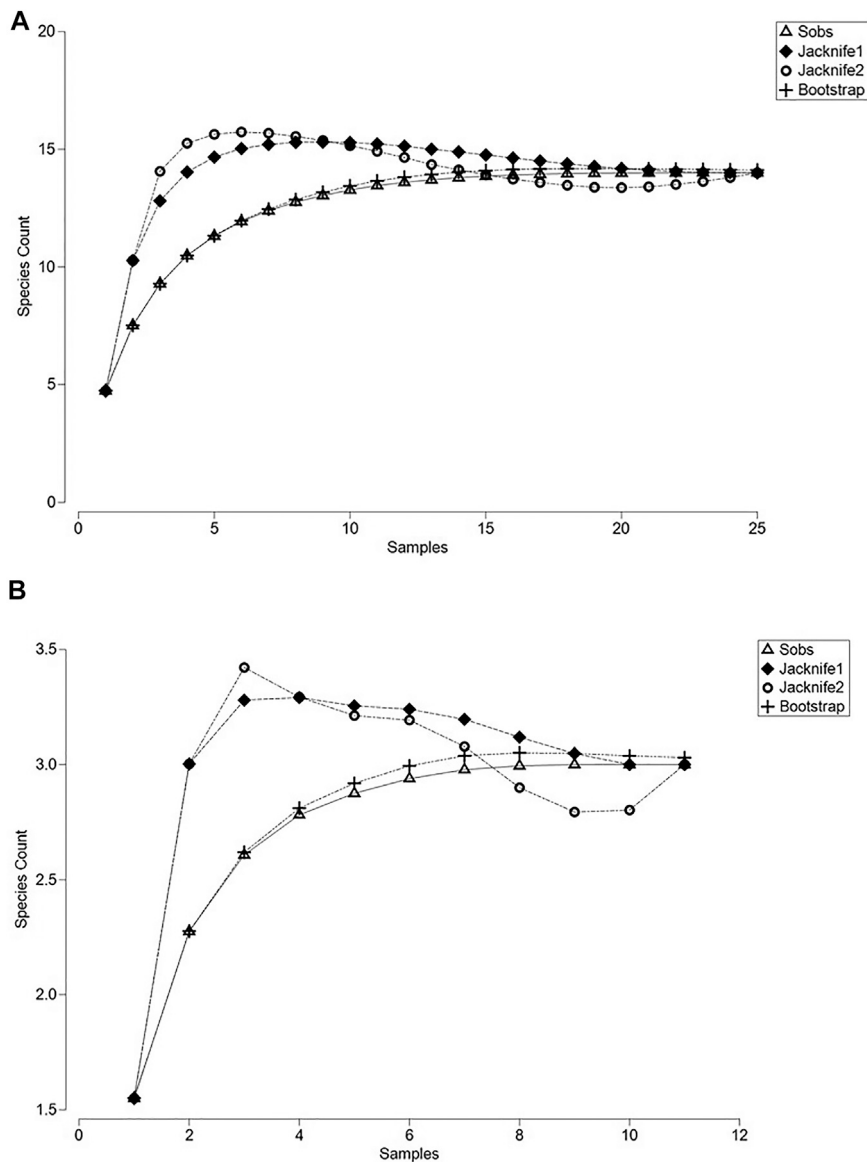 A
Species Count
20
15
10
5
0
0 5 10 15 20 25
Samples
Sobs
Jacknife1
Jacknife2
Bootstrap
B
Species Count
3.5
3.0
2.5
2.0
1.5
0 2 4 6 8 10 12
Samples
Sobs
Jacknife1
Jacknife2
Bootstrap